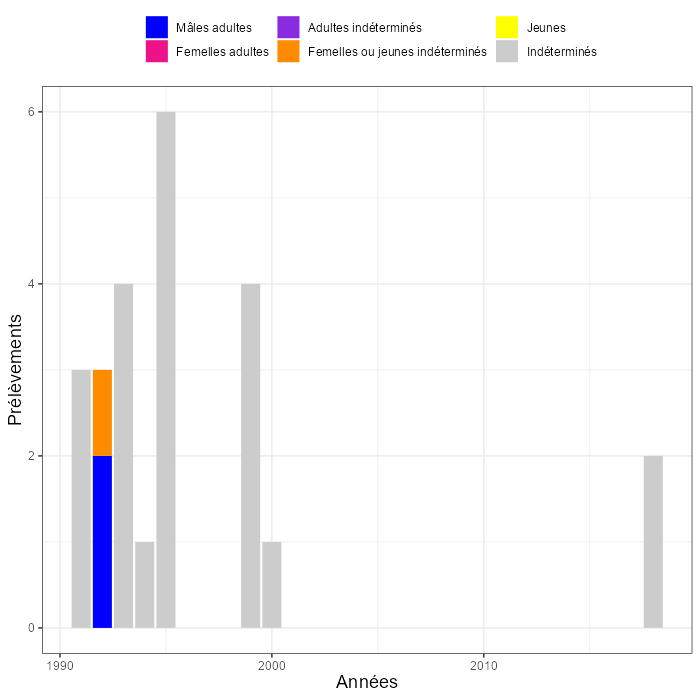 Mâles adultes
Adultes indéterminés
Jeunes
Femelles adultes
Femelles ou jeunes indéterminés
Indéterminés
6
4
2
0
Prélèvements
1990
2000
2010
Années